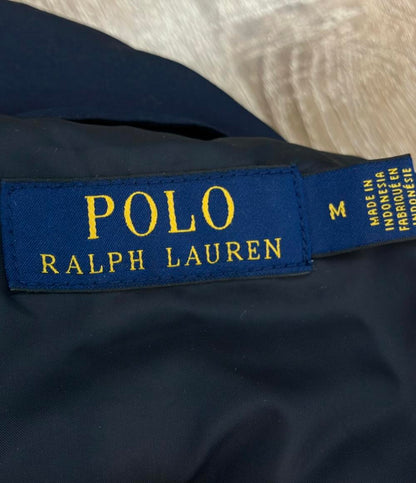 POLO
RALPH LAUREN
M
MADE IN
INDONESIA
FABRIQUÉ EN
INDONÉSIE